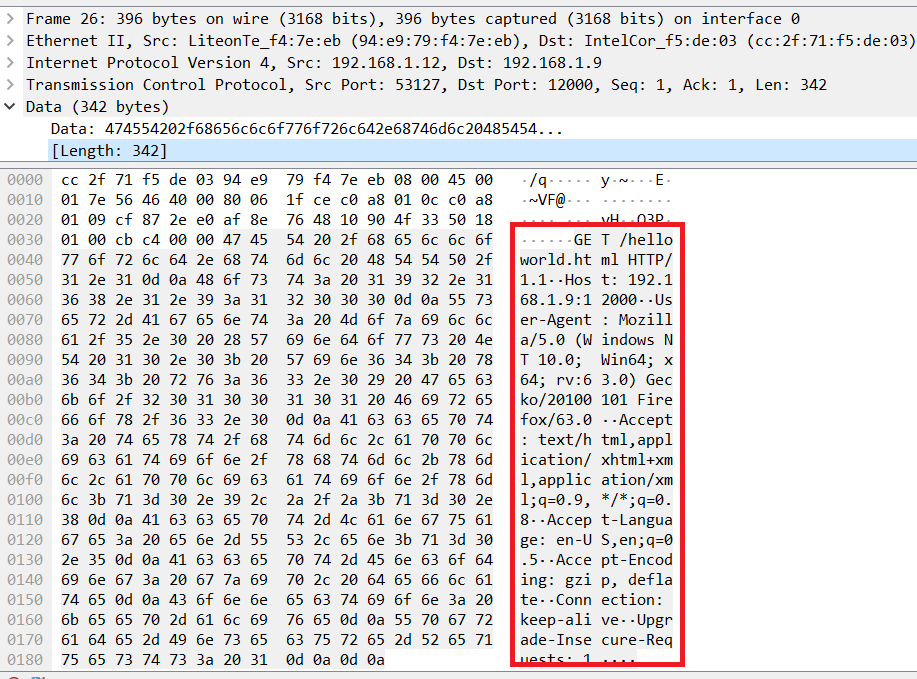 Frame 26: 396 bytes on wire (3168 bits), 396 bytes captured (3168 bits) on interface 0
Ethernet II, Src: LiteonTe_f4:7e:eb (94:e9:79:f4:7e:eb), Dst: IntelCor_f5:de:03 (cc:2f:71:f5:de:03)
Internet Protocol Version 4, Src: 192.168.1.12, Dst: 192.168.1.9
Transmission Control Protocol, Src Port: 53127, Dst Port: 12000, Seq: 1, Ack: 1, Len: 342
Data (342 bytes)
Data: 474554202f68656c6c6f776f726c642e68746d6c20485454...
[Length: 342]
0000 cc 2f 71 f5 de 03 94 e9 79 f4 7e eb 08 00 45 00 ·/q····· y·~···E·
0010 01 7e 56 46 40 00 80 06 1f ce c0 a8 01 0c c0 a8 ·~VF@··· ········
0020 01 09 cf 87 2e e0 af 8e 76 48 10 90 4f 33 50 18 ····.··· vH··O3P·
0030 01 00 cb c4 00 00 47 45 54 20 2f 68 65 6c 6c 6f ······GE T /hello
0040 77 6f 72 6c 64 2e 68 74 6d 6c 20 48 54 54 50 2f world.ht ml HTTP/
0050 31 2e 31 0d 0a 48 6f 73 74 3a 20 31 39 32 2e 31 1.1··Hos t: 192.1
0060 36 38 2e 31 2e 39 3a 31 32 30 30 30 0d 0a 55 73 68.1.9:1 2000··Us
0070 65 72 2d 41 67 65 6e 74 3a 20 4d 6f 7a 69 6c 6c er-Agent : Mozill
0080 61 2f 35 2e 30 20 28 57 69 6e 64 6f 77 73 20 4e a/5.0 (W indows N
0090 54 20 31 30 2e 30 3b 20 57 69 6e 36 34 3b 20 78 T 10.0;  Win64; x
00a0 36 34 3b 20 72 76 3a 36 33 2e 30 29 20 47 65 63 64; rv:6 3.0) Gec
00b0 6b 6f 2f 32 30 31 30 30 31 30 31 20 46 69 72 65 ko/20100 101 Fire
00c0 66 6f 78 2f 36 33 2e 30 0d 0a 41 63 63 65 70 74 fox/63.0 ··Accept
00d0 3a 20 74 65 78 74 2f 68 74 6d 6c 2c 61 70 70 6c : text/h tml,appl
00e0 69 63 61 74 69 6f 6e 2f 78 68 74 6d 6c 2b 78 6d ication/ xhtml+xm
00f0 6c 2c 61 70 70 6c 69 63 61 74 69 6f 6e 2f 78 6d l,applic ation/xm
0100 6c 3b 71 3d 30 2e 39 2c 2a 2f 2a 3b 71 3d 30 2e l;q=0.9, */*;q=0.
0110 38 0d 0a 41 63 63 65 70 74 2d 4c 61 6e 67 75 61 8··Accep t-Langua
0120 67 65 3a 20 65 6e 2d 55 53 2c 65 6e 3b 71 3d 30 ge: en-U S,en;q=0
0130 2e 35 0d 0a 41 63 63 65 70 74 2d 45 6e 63 6f 64 .5··Acce pt-Encod
0140 69 6e 67 3a 20 67 7a 69 70 2c 20 64 65 66 6c 61 ing: gzi p, defla
0150 74 65 0d 0a 43 6f 6e 6e 65 63 74 69 6f 6e 3a 20 te··Conn ection: 
0160 6b 65 65 70 2d 61 6c 69 76 65 0d 0a 55 70 67 72 keep-ali ve··Upgr
0170 61 64 65 2d 49 6e 73 65 63 75 72 65 2d 52 65 71 ade-Inse cure-Req
0180 75 65 73 74 73 3a 20 31 0d 0a 0d 0a uests: 1 ····